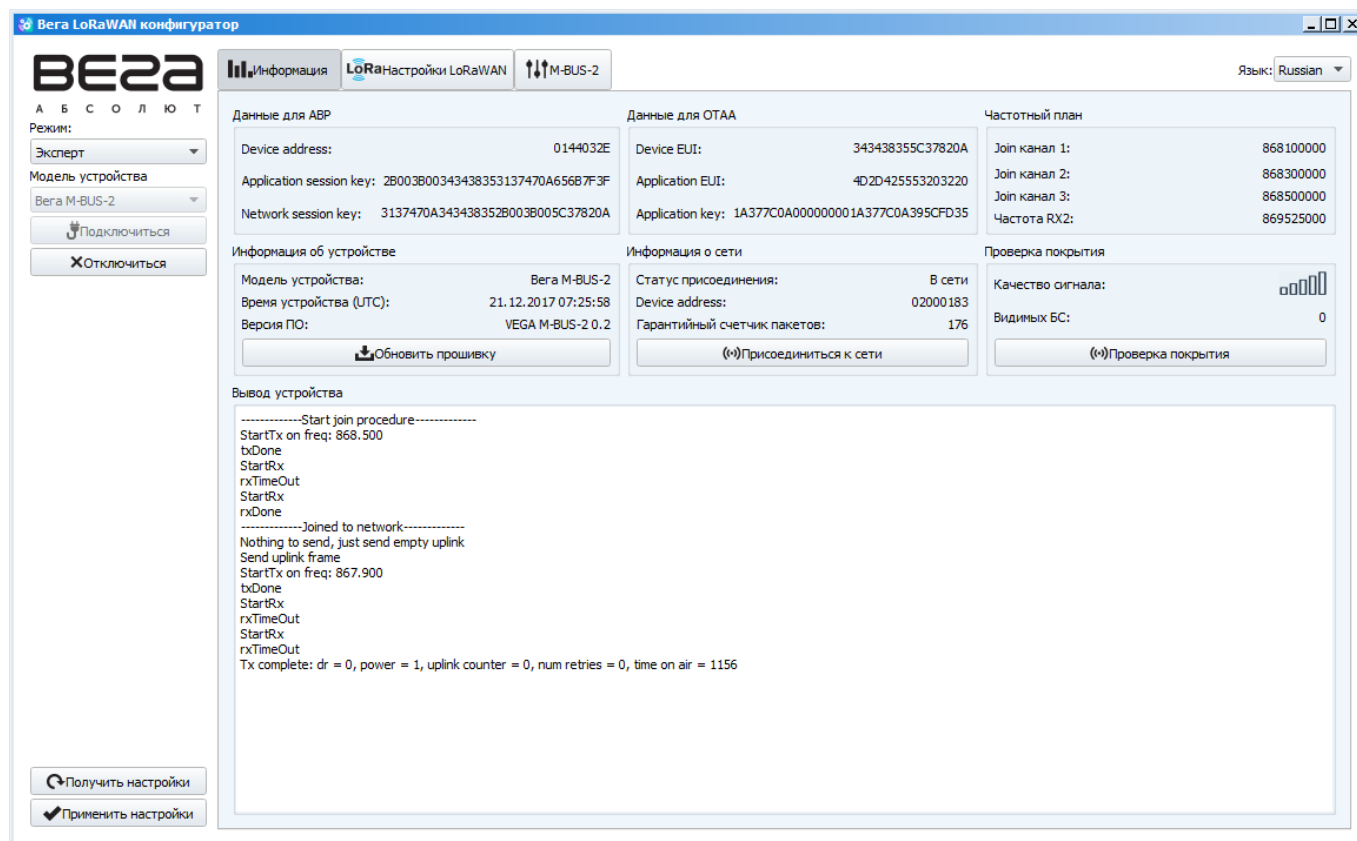 Вега LoRaWAN конфигуратор
ВЕГА
АБСОЛЮТ
Режим:
Эксперт
Модель устройства
Вега M-BUS-2
Подключиться
Отключиться
Получить настройки
Применить настройки
Информация
LoRa Настройки LoRaWAN
M-BUS-2
Язык: Russian
Данные для ABP
Device address: 0144032E
Application session key: 2B003B00343438353137470A656B7F3F
Network session key: 3137470A343438352B003B005C37820A
Данные для OTAA
Device EUI: 343438355C37820A
Application EUI: 4D2D425553203220
Application key: 1A377C0A000000001A377C0A395CFD35
Частотный план
Join канал 1: 868100000
Join канал 2: 868300000
Join канал 3: 868500000
Частота RX2: 869525000
Информация об устройстве
Модель устройства: Вега M-BUS-2
Время устройства (UTC): 21.12.2017 07:25:58
Версия ПО: VEGA M-BUS-2 0.2
Обновить прошивку
Информация о сети
Статус присоединения: В сети
Device address: 02000183
Гарантийный счетчик пакетов: 176
Присоединиться к сети
Проверка покрытия
Качество сигнала:
Видимых БС: 0
Проверка покрытия
Вывод устройства
-------------Start join procedure-------------
StartTx on freq: 868.500
txDone
StartRx
rxTimeOut
StartRx
rxDone
-------------Joined to network-------------
Nothing to send, just send empty uplink
Send uplink frame
StartTx on freq: 867.900
txDone
StartRx
rxTimeOut
StartRx
rxTimeOut
Tx complete: dr = 0, power = 1, uplink counter = 0, num retries = 0, time on air = 1156